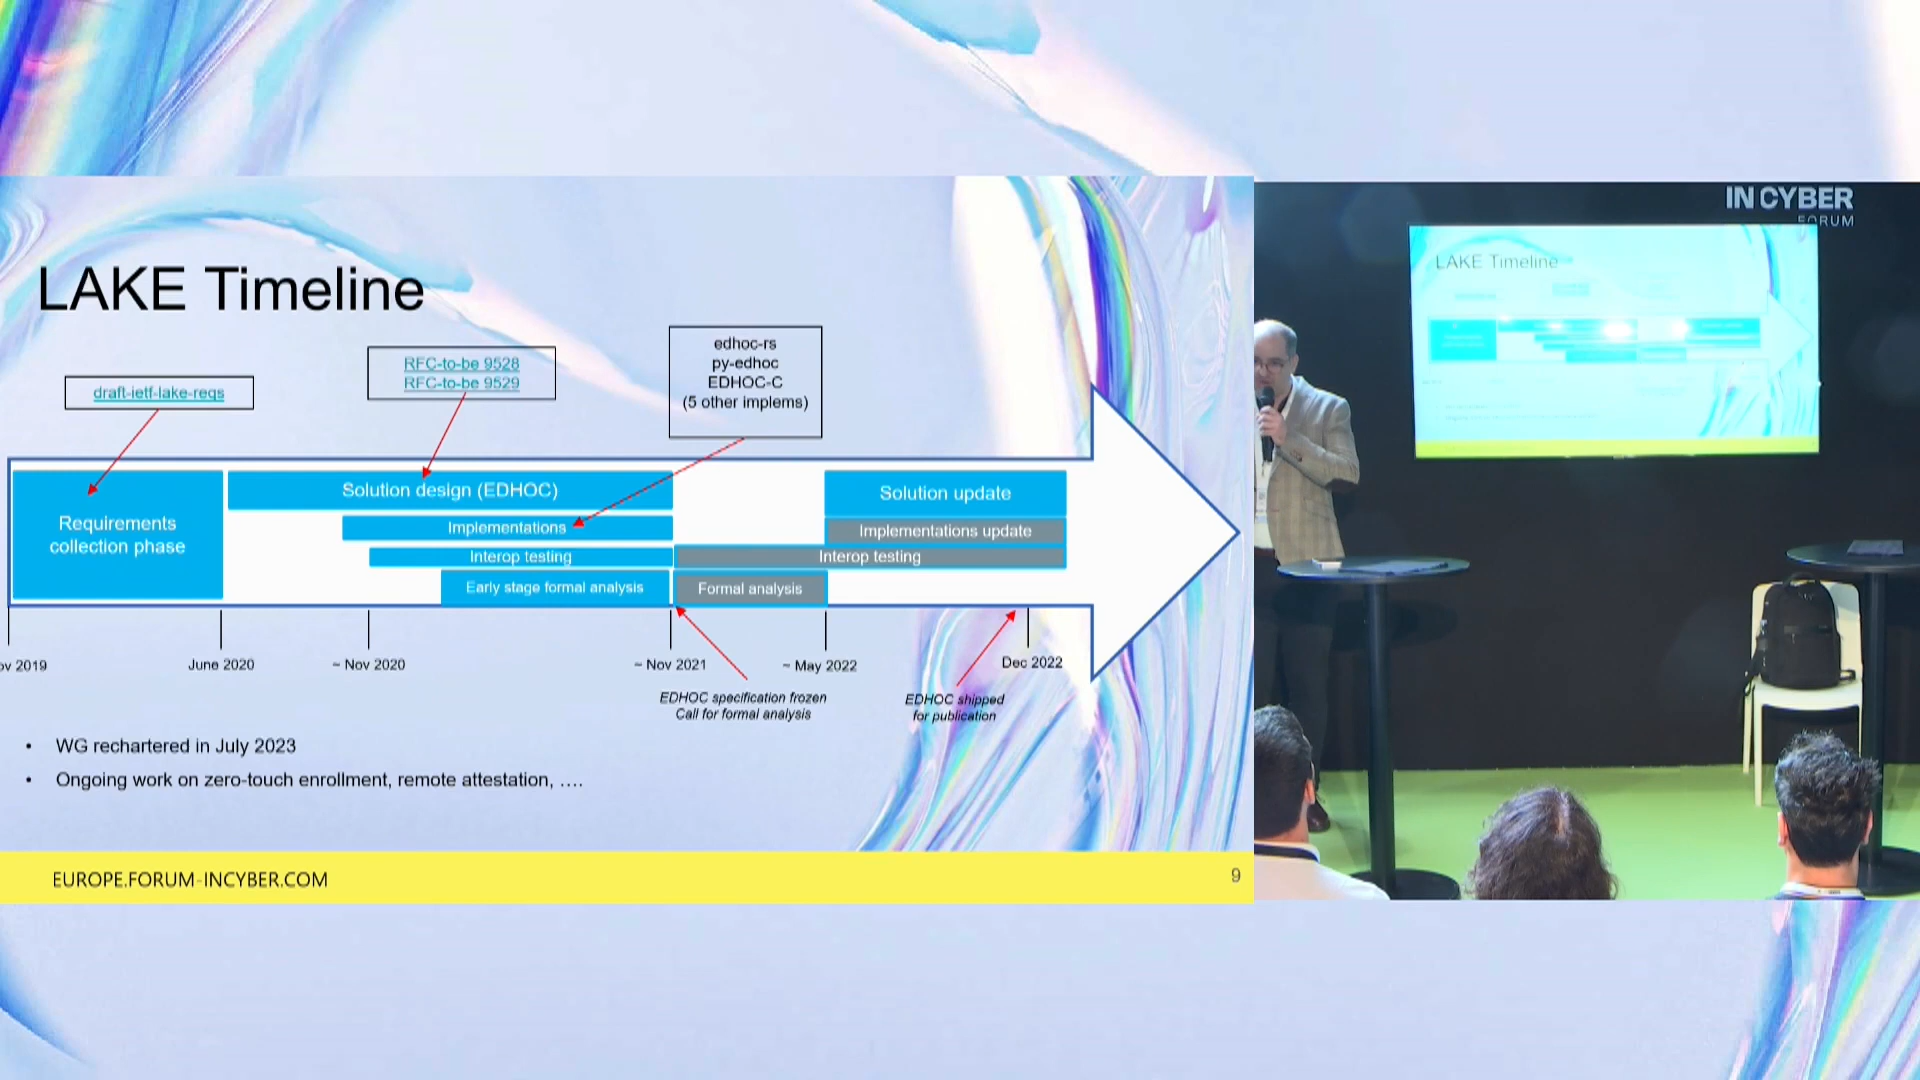 LAKE Timeline
draft-ietf-lake-reqs
RFC-to-be 9528
RFC-to-be 9529
edhoc-rs
py-edhoc
EDHOC-C
(5 other implems)
Requirements
collection phase
Solution design (EDHOC)
Implementations
Interop testing
Early stage formal analysis
Solution update
Implementations update
Interop testing
Formal analysis
ov 2019
June 2020
~ Nov 2020
~ Nov 2021
~ May 2022
Dec 2022
EDHOC specification frozen
Call for formal analysis
EDHOC shipped
for publication
• WG rechartered in July 2023
• Ongoing work on zero-touch enrollment, remote attestation, ….
EUROPE.FORUM-INCYBER.COM
9
IN CYBER
FORUM
LAKE Timeline